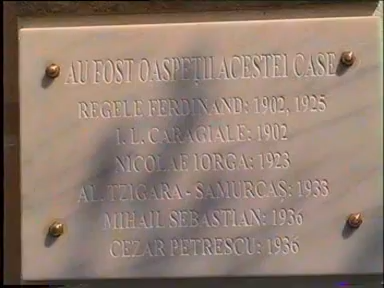 AU FOST OASPEȚII ACESTEI CASE
REGELE FERDINAND: 1902, 1925
I. L. CARAGIALE: 1902
NICOLAE IORGA: 1923
AL. TZIGARA - SAMURCAȘ: 1933
MIHAIL SEBASTIAN: 1936
CEZAR PETRESCU: 1936